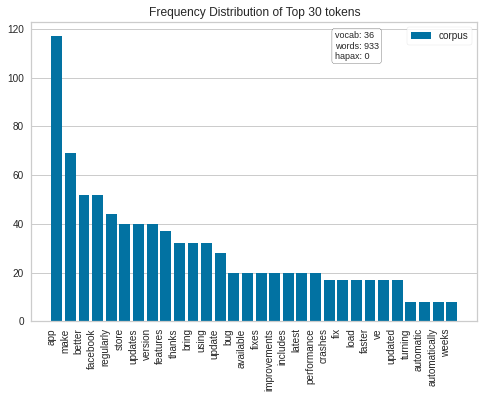 Frequency Distribution of Top 30 tokens
vocab: 36
words: 933
hapax: 0
corpus
120
100
80
60
40
20
0
app
make
better
facebook
regularly
store
updates
version
features
thanks
bring
using
update
bug
available
fixes
improvements
includes
latest
performance
crashes
fix
load
faster
ve
updated
turning
automatic
automatically
weeks